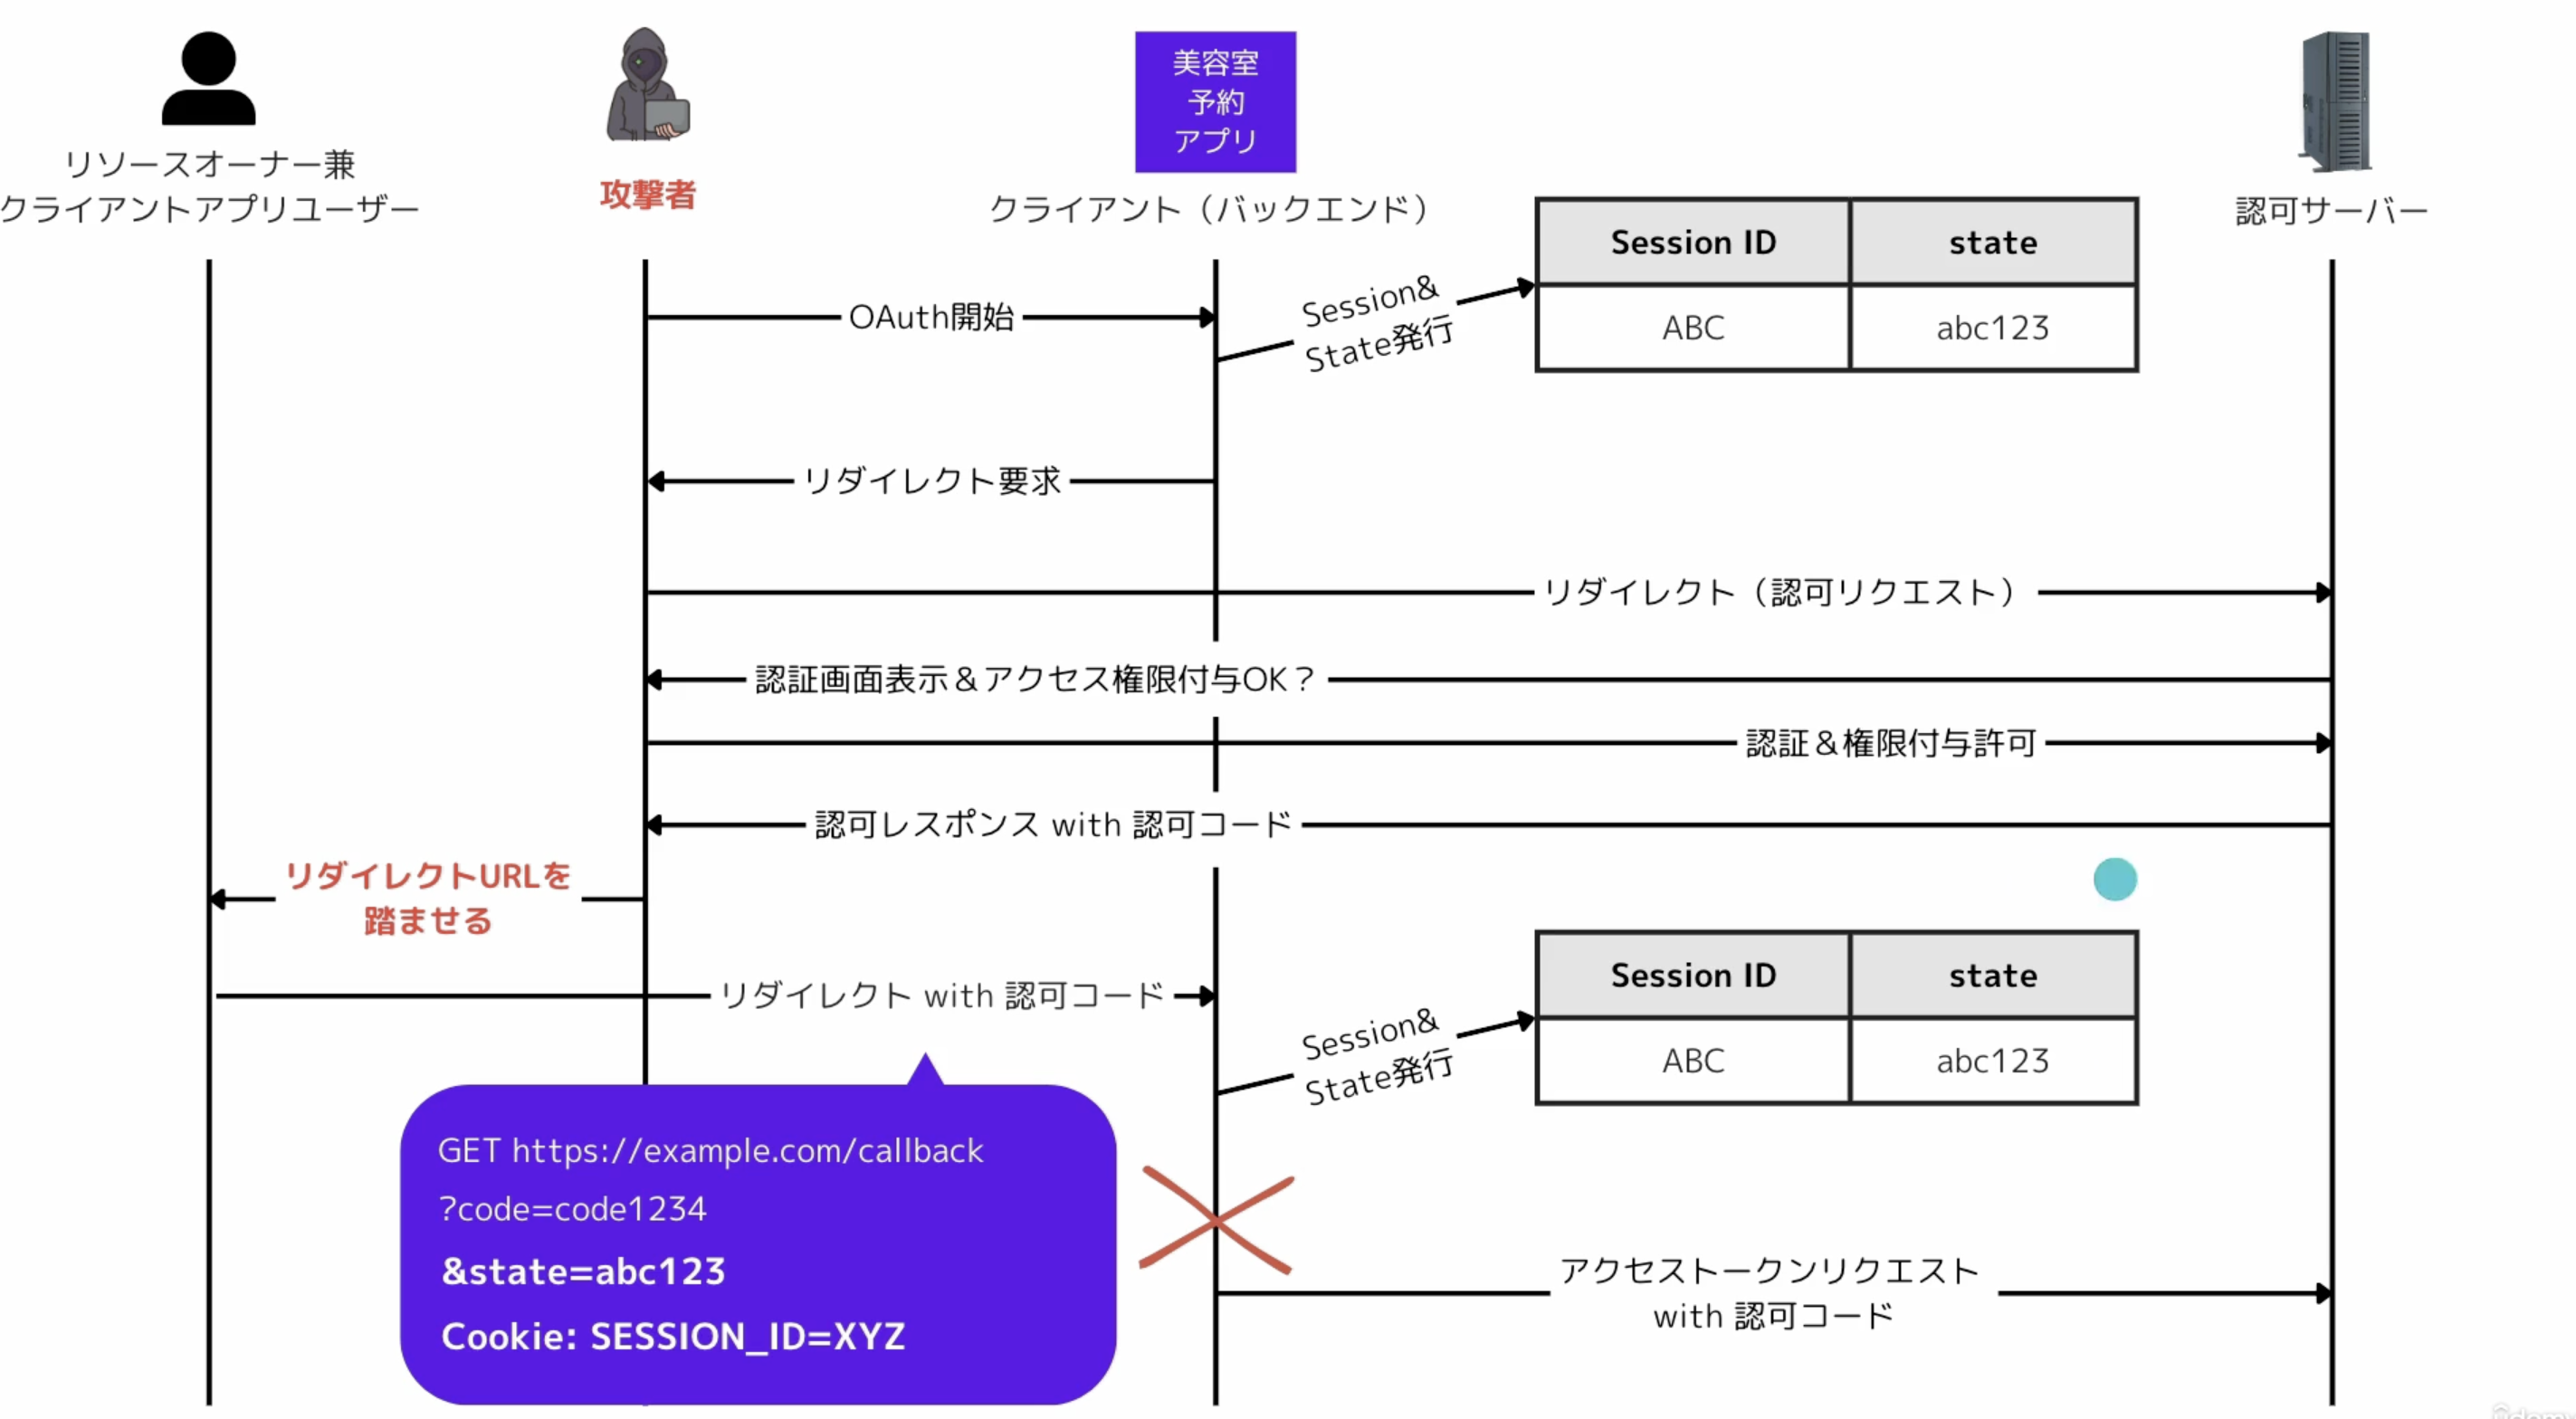 美容室
予約
アプリ
リソースオーナー兼
クライアントアプリユーザー
攻撃者
クライアント（バックエンド）
認可サーバー
Session ID
state
ABC
abc123
OAuth開始
Session&
State発行
リダイレクト要求
リダイレクト（認可リクエスト）
認証画面表示＆アクセス権限付与OK？
認証＆権限付与許可
認可レスポンス with 認可コード
リダイレクトURLを
踏ませる
リダイレクト with 認可コード
Session ID
state
ABC
abc123
Session&
State発行
GET https://example.com/callback
?code=code1234
&state=abc123
Cookie: SESSION_ID=XYZ
アクセストークンリクエスト
with 認可コード